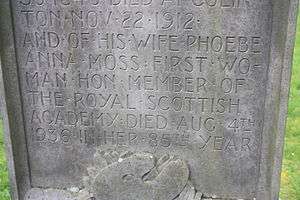 DIED AT COLIN
TON NOV. 22. 1912.
AND OF HIS WIFE PHOEBE
ANNA MOSS FIRST WO-
MAN HON. MEMBER OF
THE ROYAL SCOTTISH
ACADEMY DIED AUG. 4TH
1936 IN HER 85TH YEAR